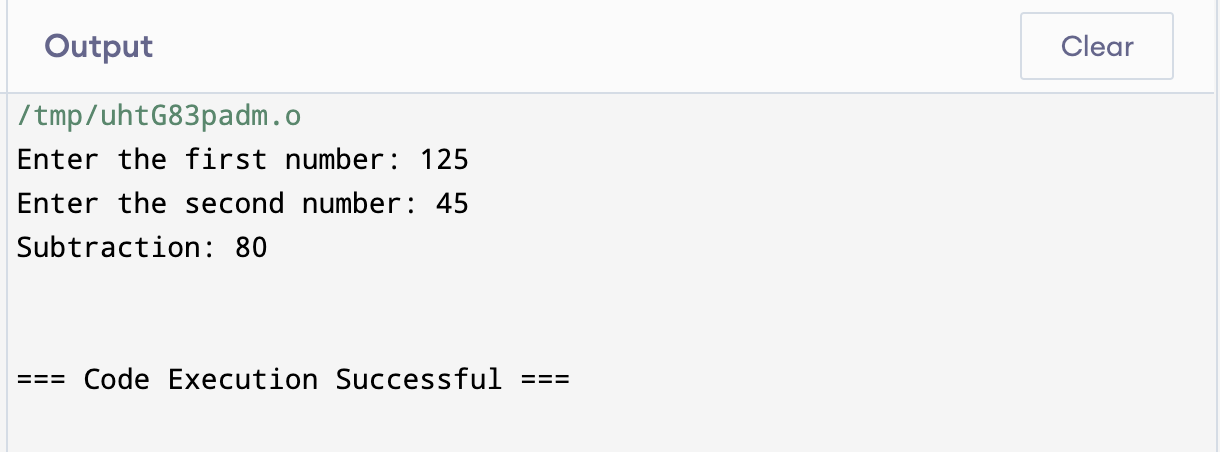 Output
Clear
/tmp/uhtG83padm.o
Enter the first number: 125
Enter the second number: 45
Subtraction: 80
=== Code Execution Successful ===